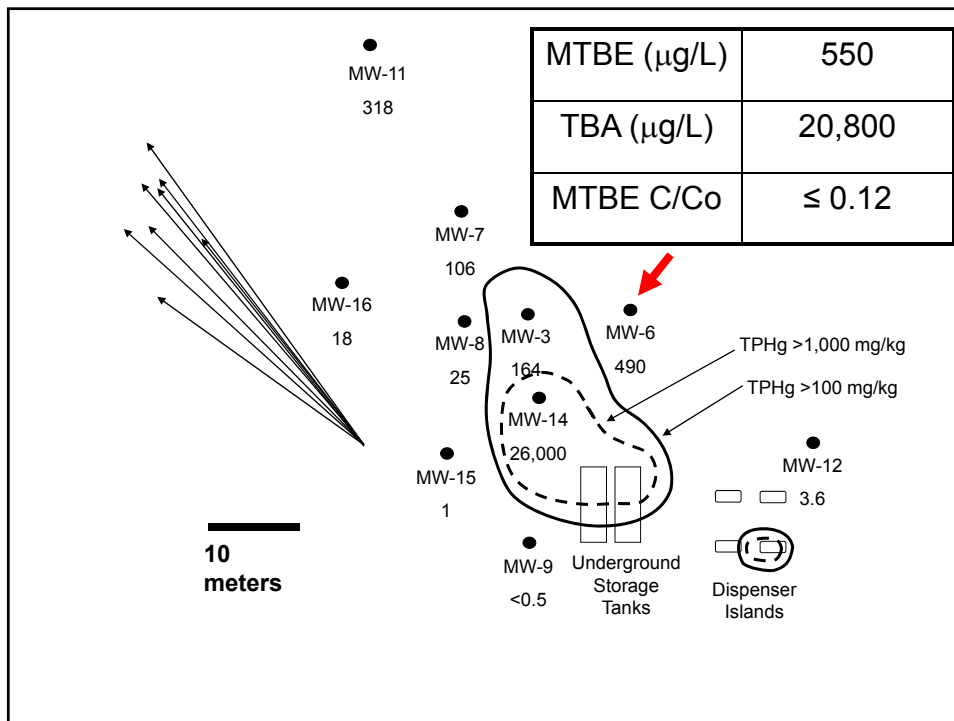 MTBE (μg/L) 550
TBA (μg/L) 20,800
MTBE C/Co ≤ 0.12
MW-11
318
MW-7
106
MW-16
18
MW-8
25
MW-3
164
MW-6
490
TPHg >1,000 mg/kg
TPHg >100 mg/kg
MW-14
26,000
MW-12
3.6
MW-15
1
MW-9
<0.5
10
meters
Underground
Storage
Tanks
Dispenser
Islands